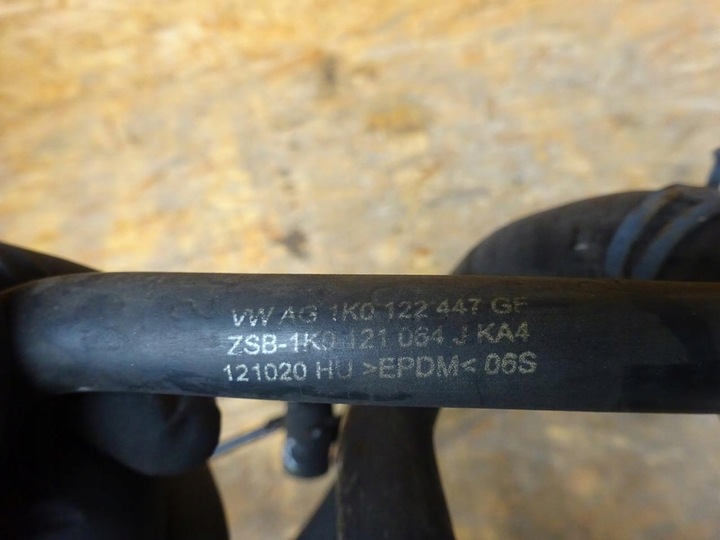 VW AG 1K0 122 447 GF
ZSB-1K0 121 064 J KA4
121020 HU >EPDM< 06S